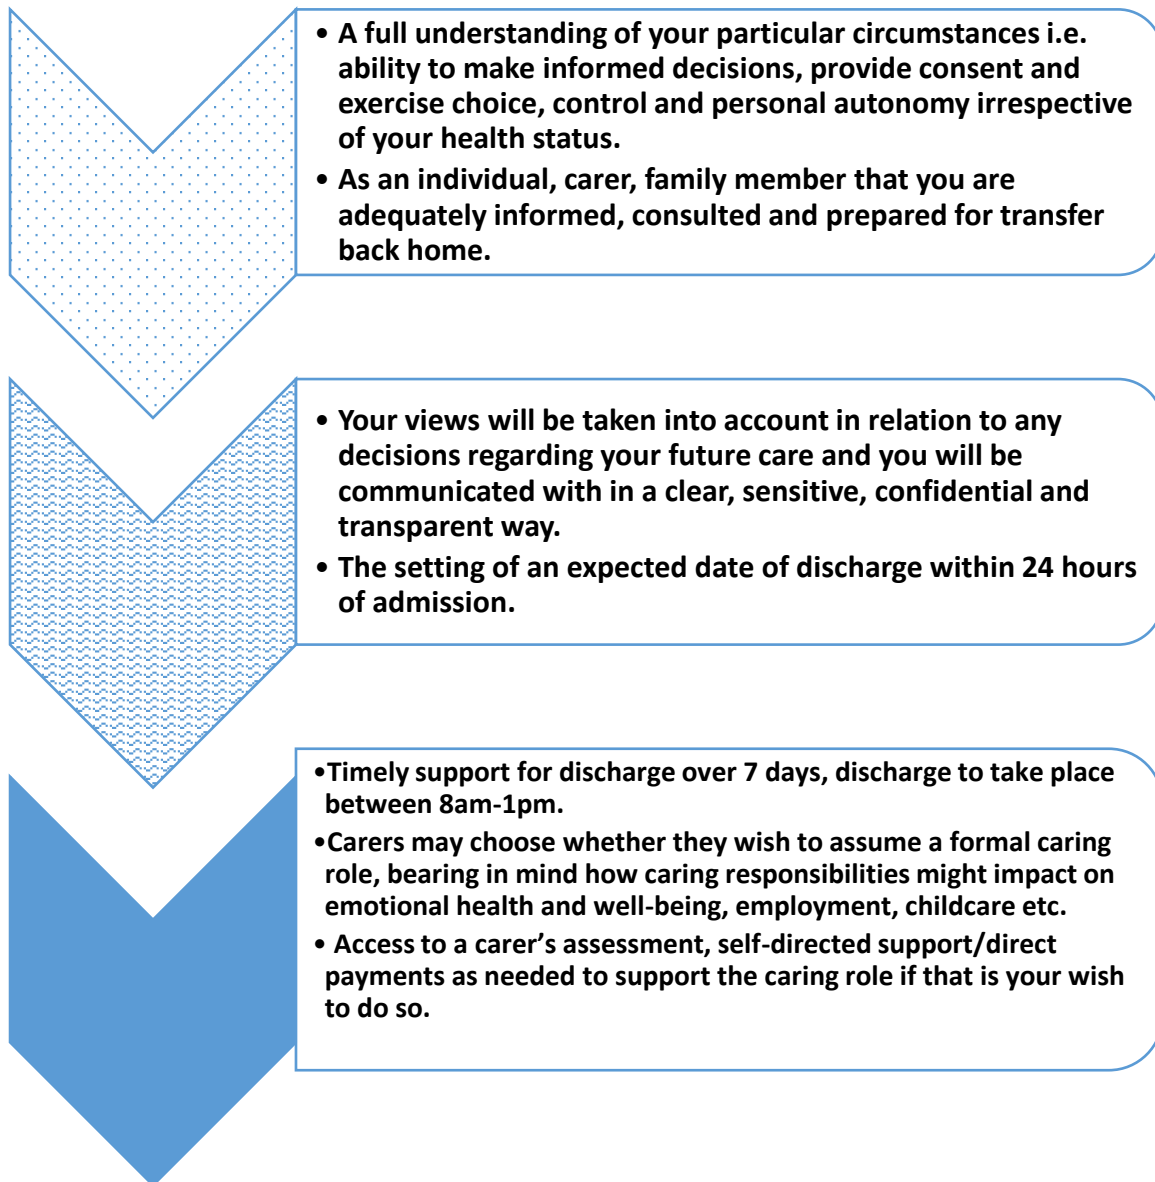 • A full understanding of your particular circumstances i.e.
ability to make informed decisions, provide consent and
exercise choice, control and personal autonomy irrespective
of your health status.
• As an individual, carer, family member that you are
adequately informed, consulted and prepared for transfer
back home.
• Your views will be taken into account in relation to any
decisions regarding your future care and you will be
communicated with in a clear, sensitive, confidential and
transparent way.
• The setting of an expected date of discharge within 24 hours
of admission.
•Timely support for discharge over 7 days, discharge to take place
between 8am-1pm.
•Carers may choose whether they wish to assume a formal caring
role, bearing in mind how caring responsibilities might impact on
emotional health and well-being, employment, childcare etc.
• Access to a carer’s assessment, self-directed support/direct
payments as needed to support the caring role if that is your wish
to do so.